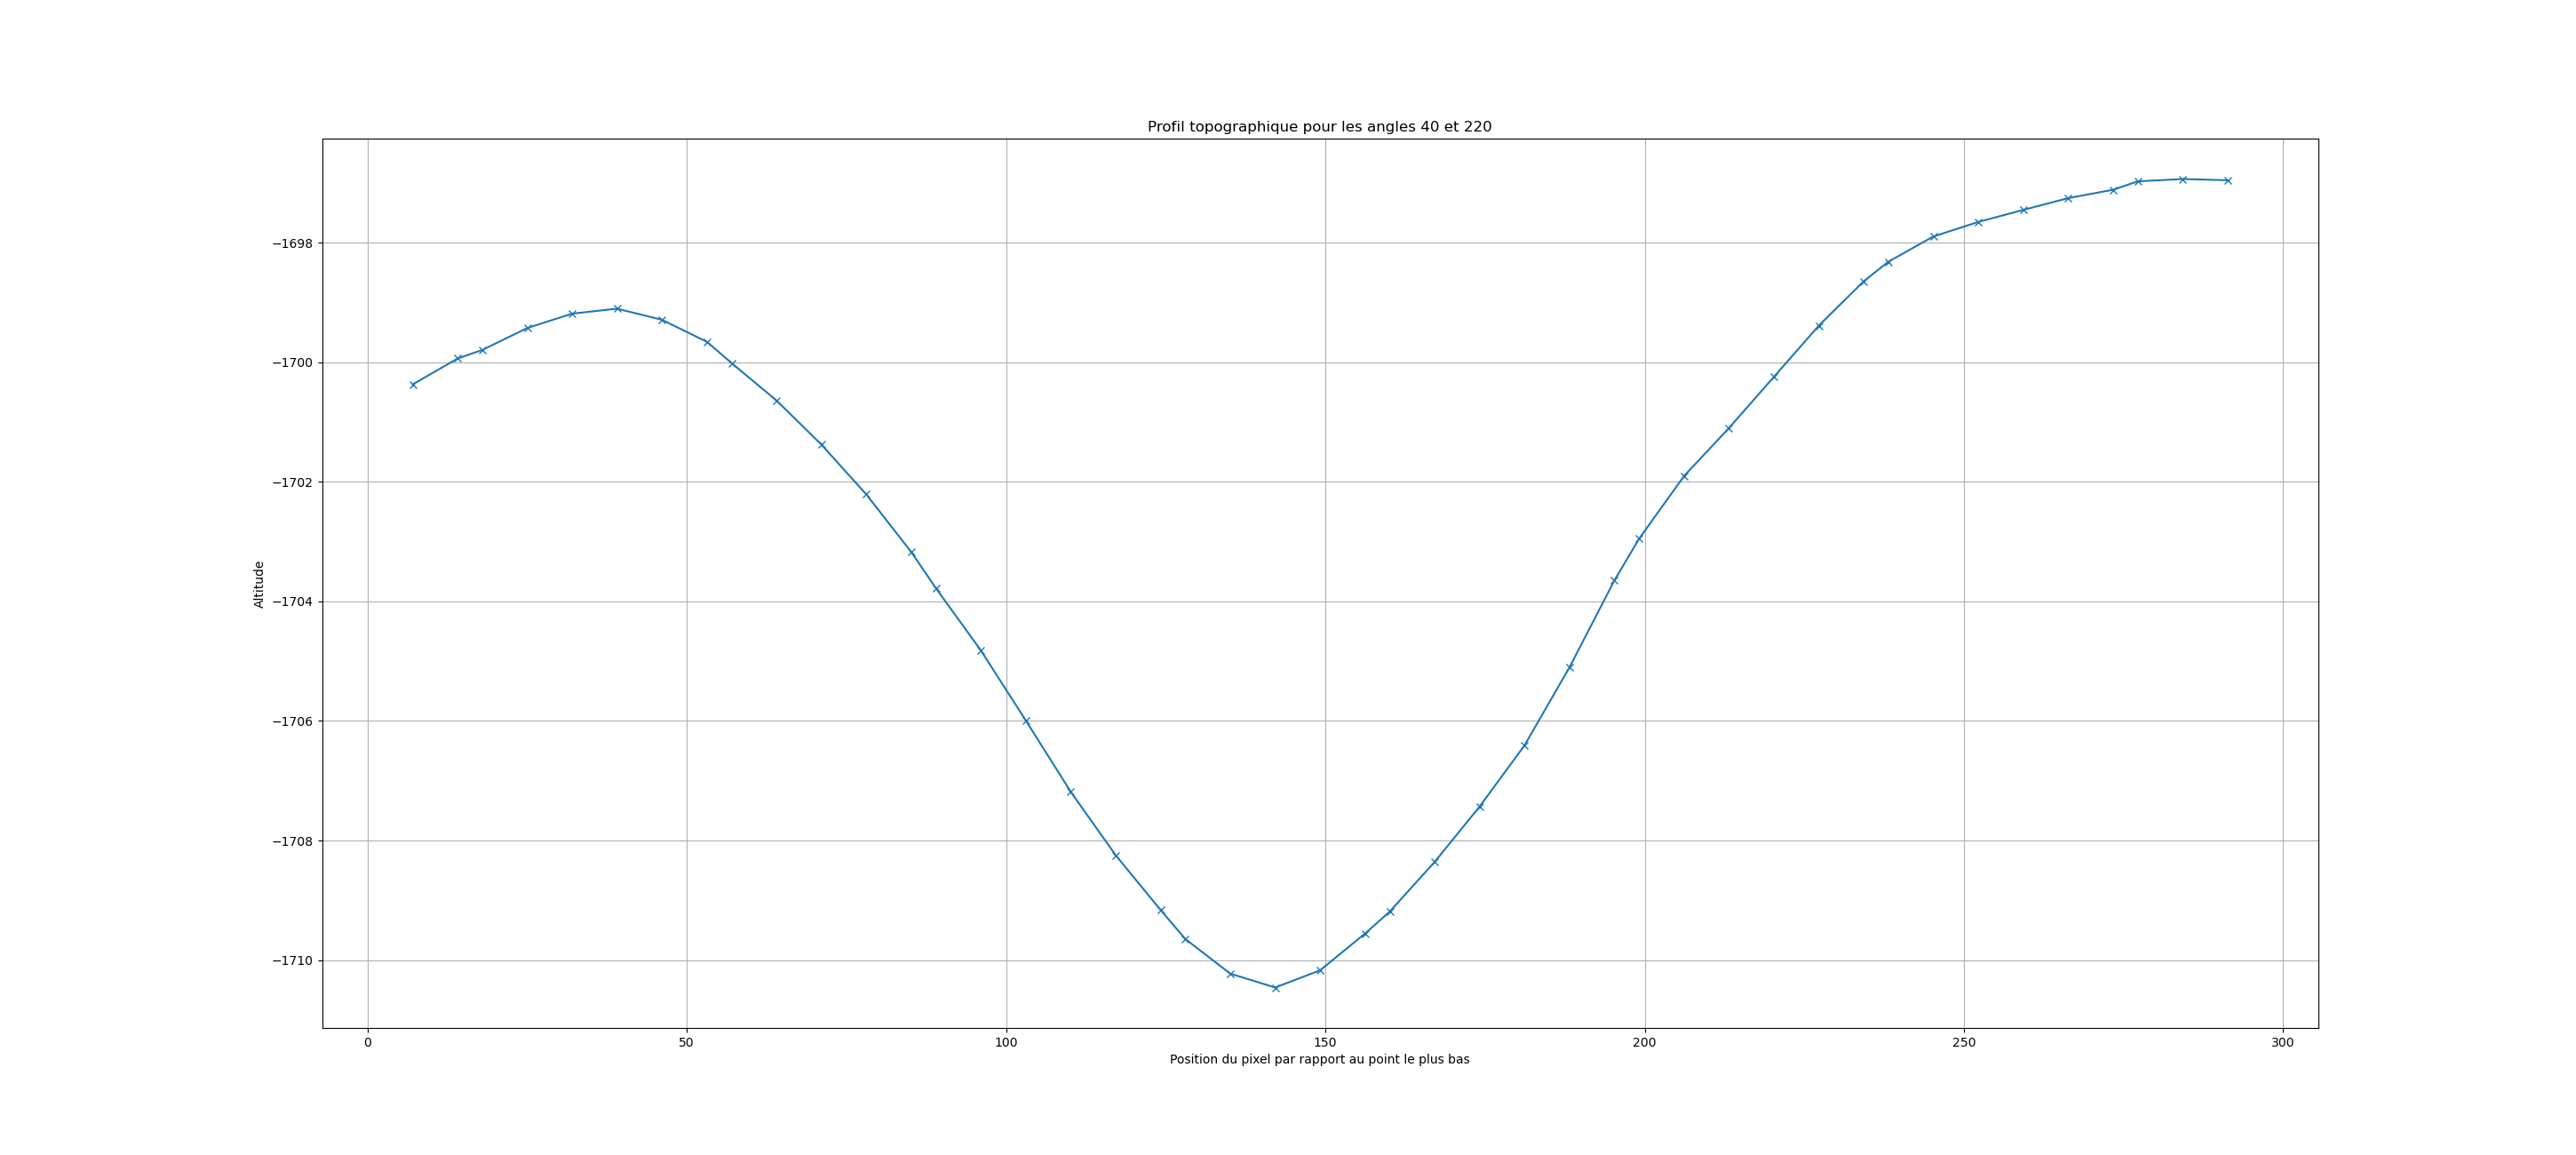 Profil topographique pour les angles 40 et 220
Altitude
−1698
−1700
−1702
−1704
−1706
−1708
−1710
0 50 100 150 200 250 300
Position du pixel par rapport au point le plus bas